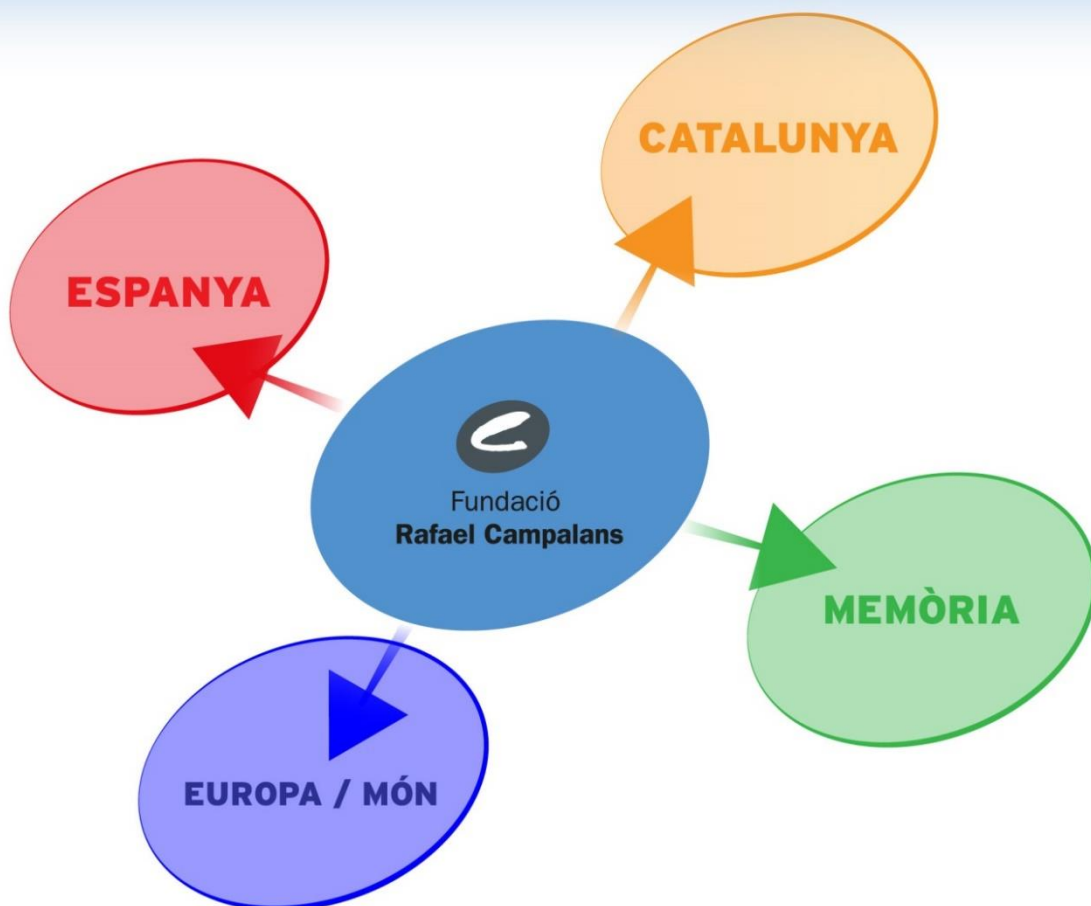 CATALUNYA
ESPANYA
Fundació
Rafael Campalans
MEMÒRIA
EUROPA / MÓN